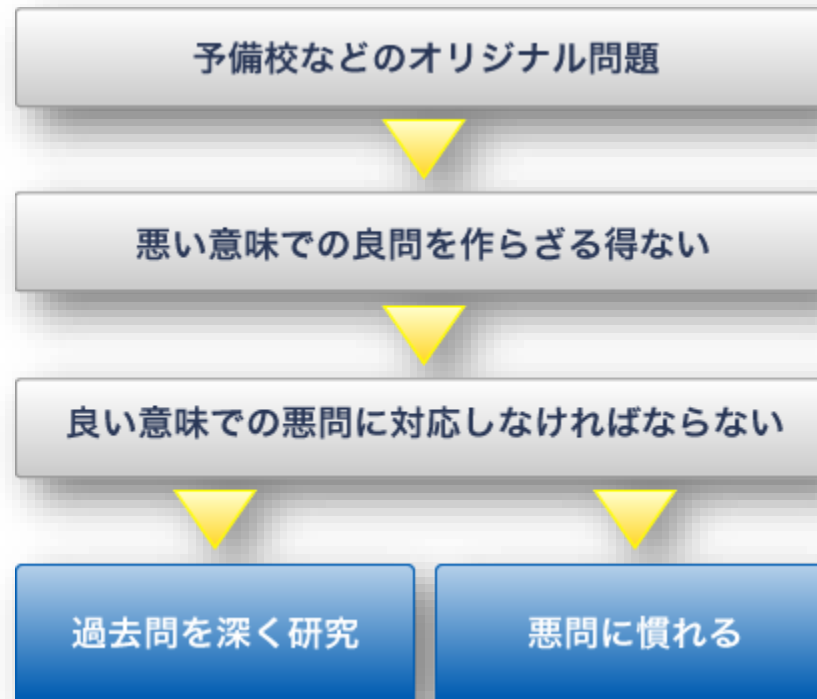 予備校などのオリジナル問題
悪い意味での良問を作らざる得ない
良い意味での悪問に対応しなければならない
過去問を深く研究
悪問に慣れる